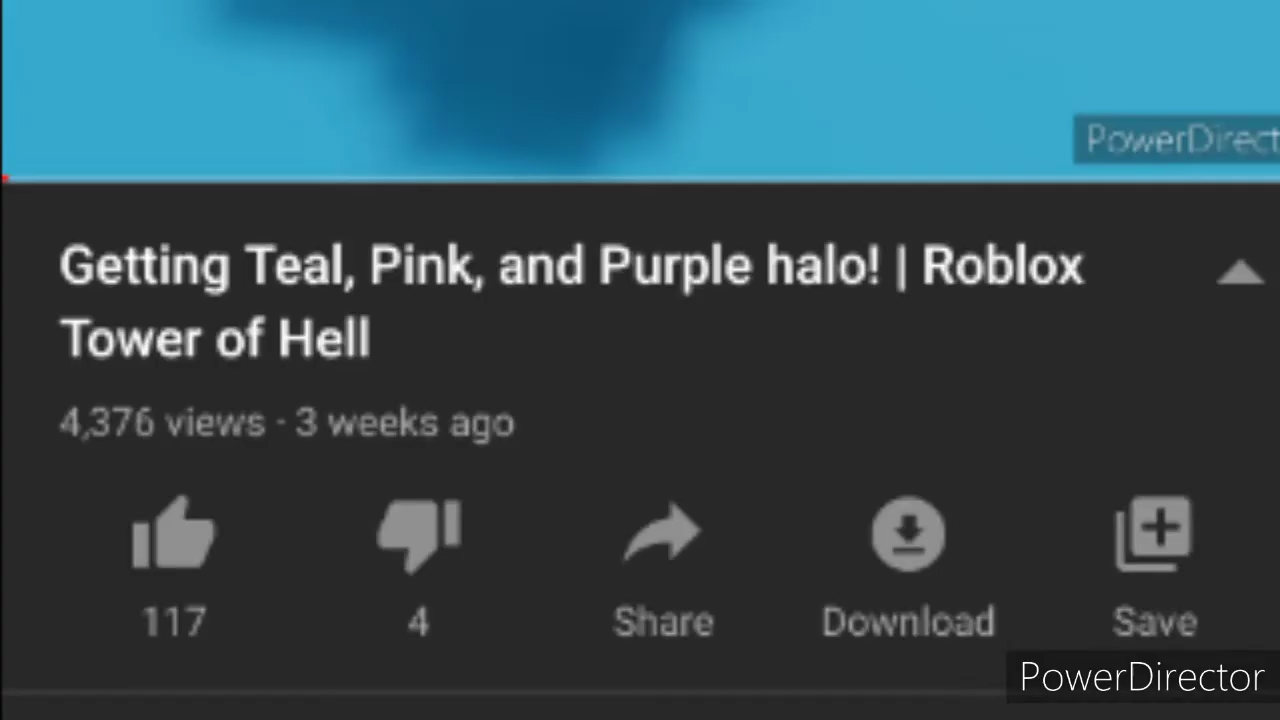 PowerDirect
Getting Teal, Pink, and Purple halo! | Roblox
Tower of Hell
4,376 views · 3 weeks ago
117
4
Share
Download
Save
PowerDirector